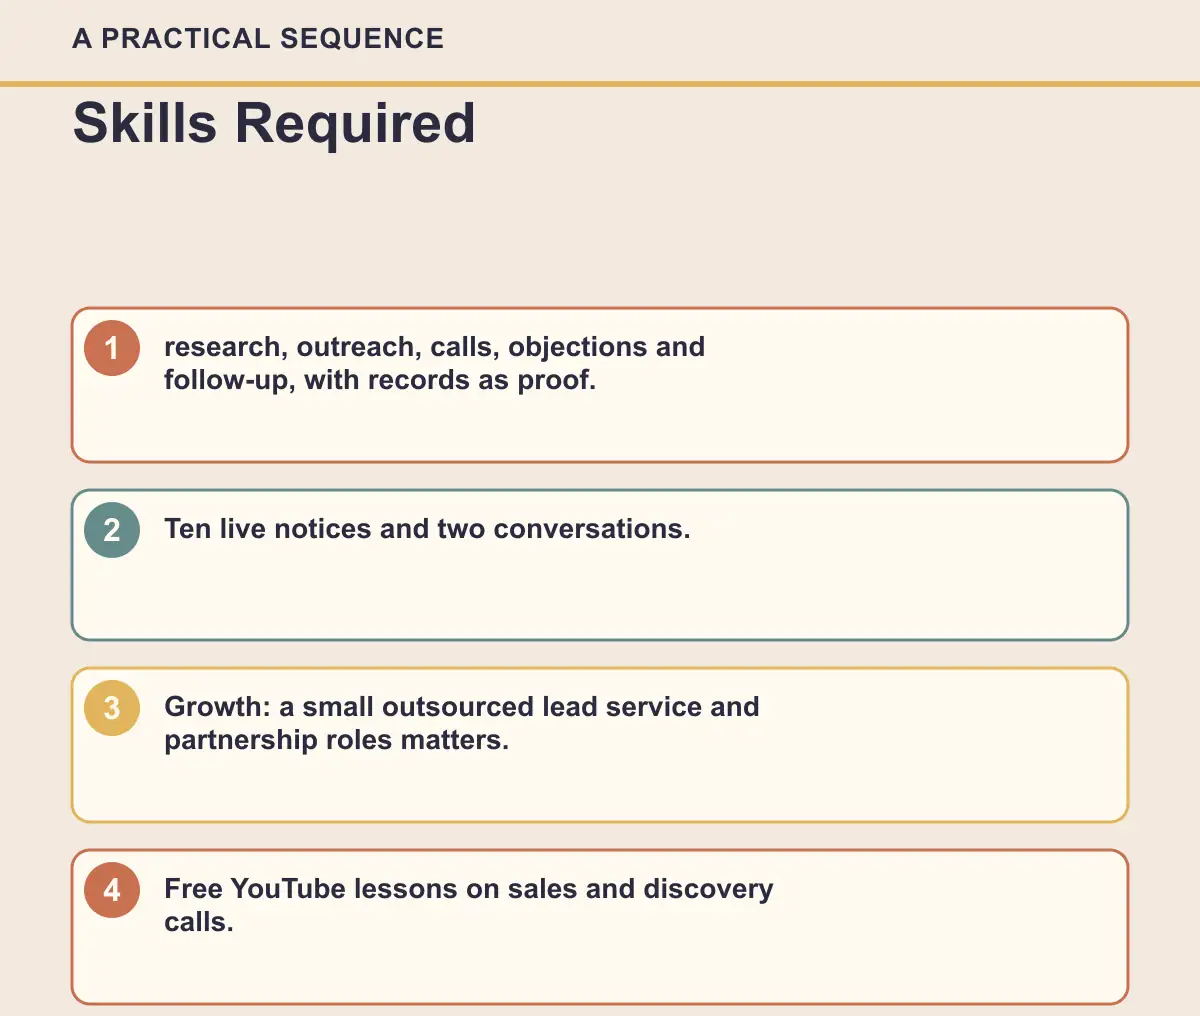 A PRACTICAL SEQUENCE
Skills Required
1
research, outreach, calls, objections and
follow-up, with records as proof.
2
Ten live notices and two conversations.
3
Growth: a small outsourced lead service and
partnership roles matters.
4
Free YouTube lessons on sales and discovery
calls.